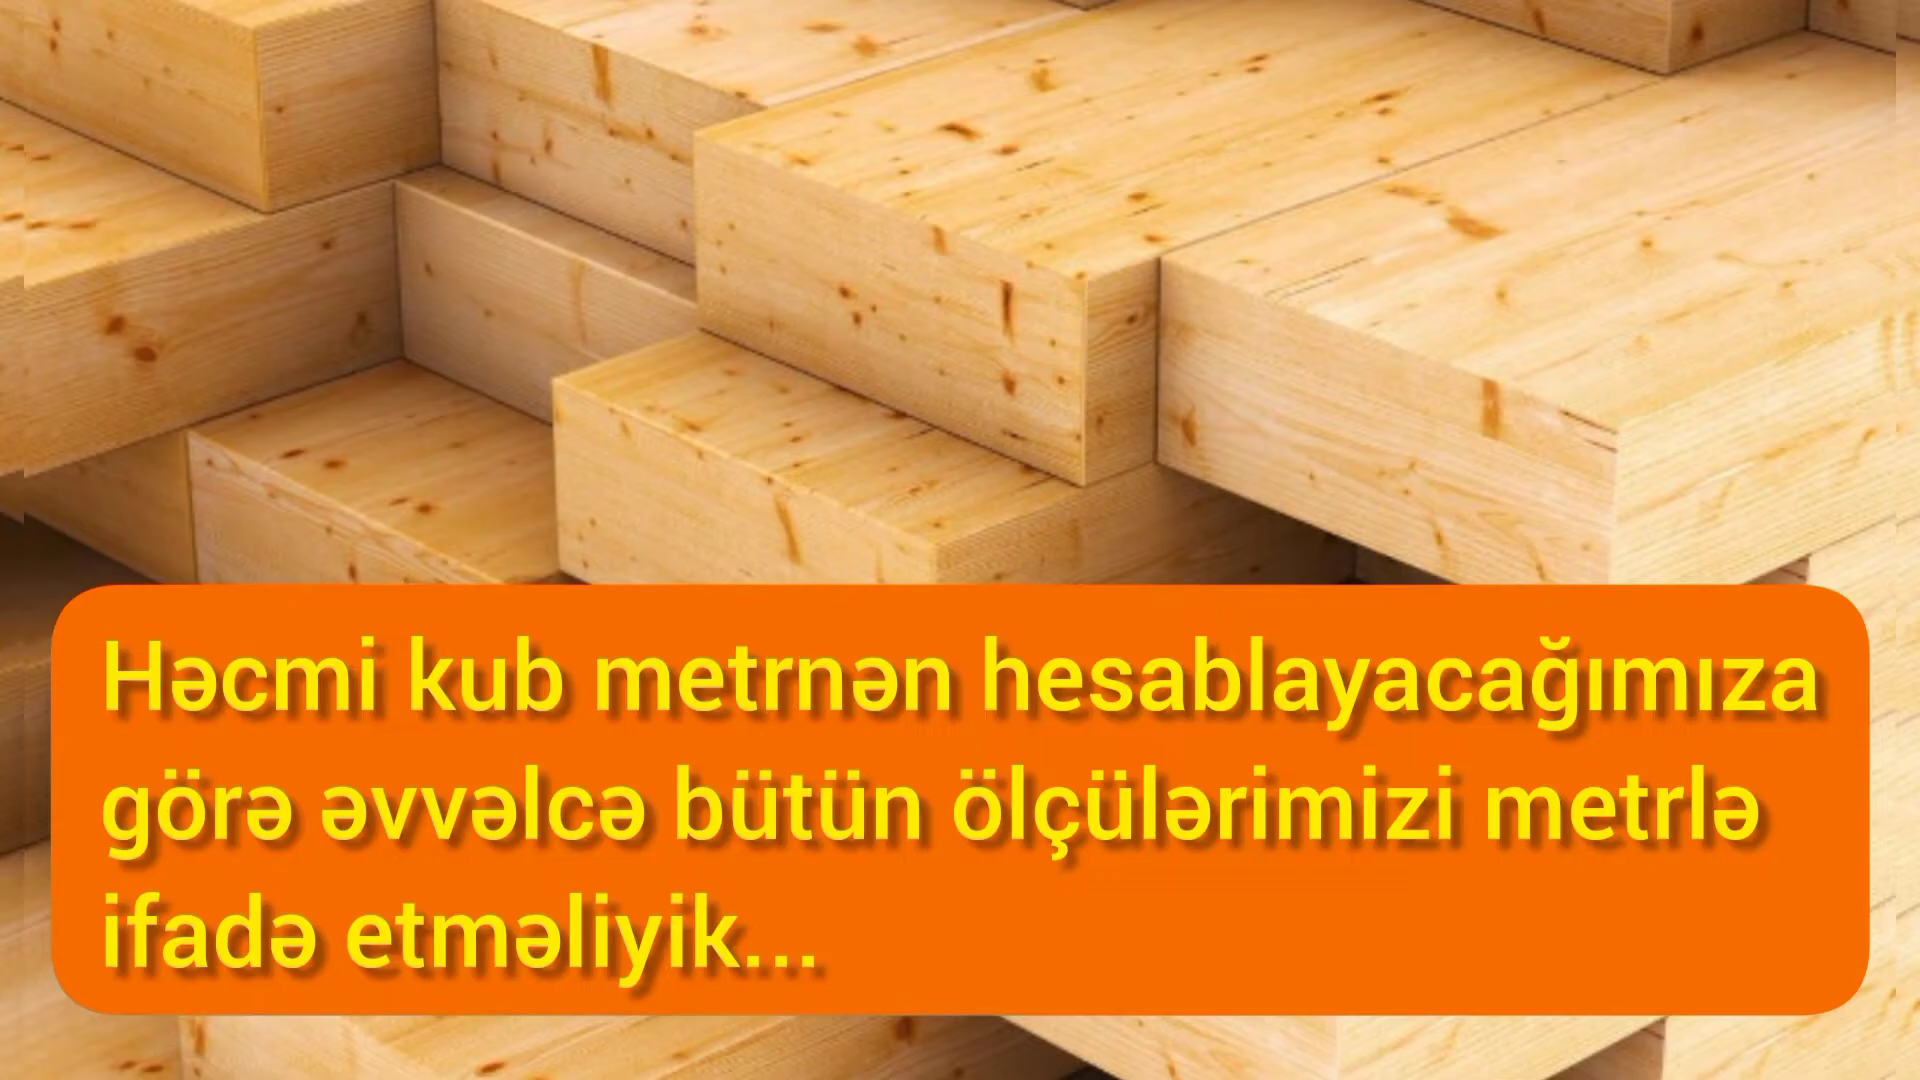 Həcmi kub metrnən hesablayacağımıza
görə əvvəlcə bütün ölçülərimizi metrlə
ifadə etməliyik...